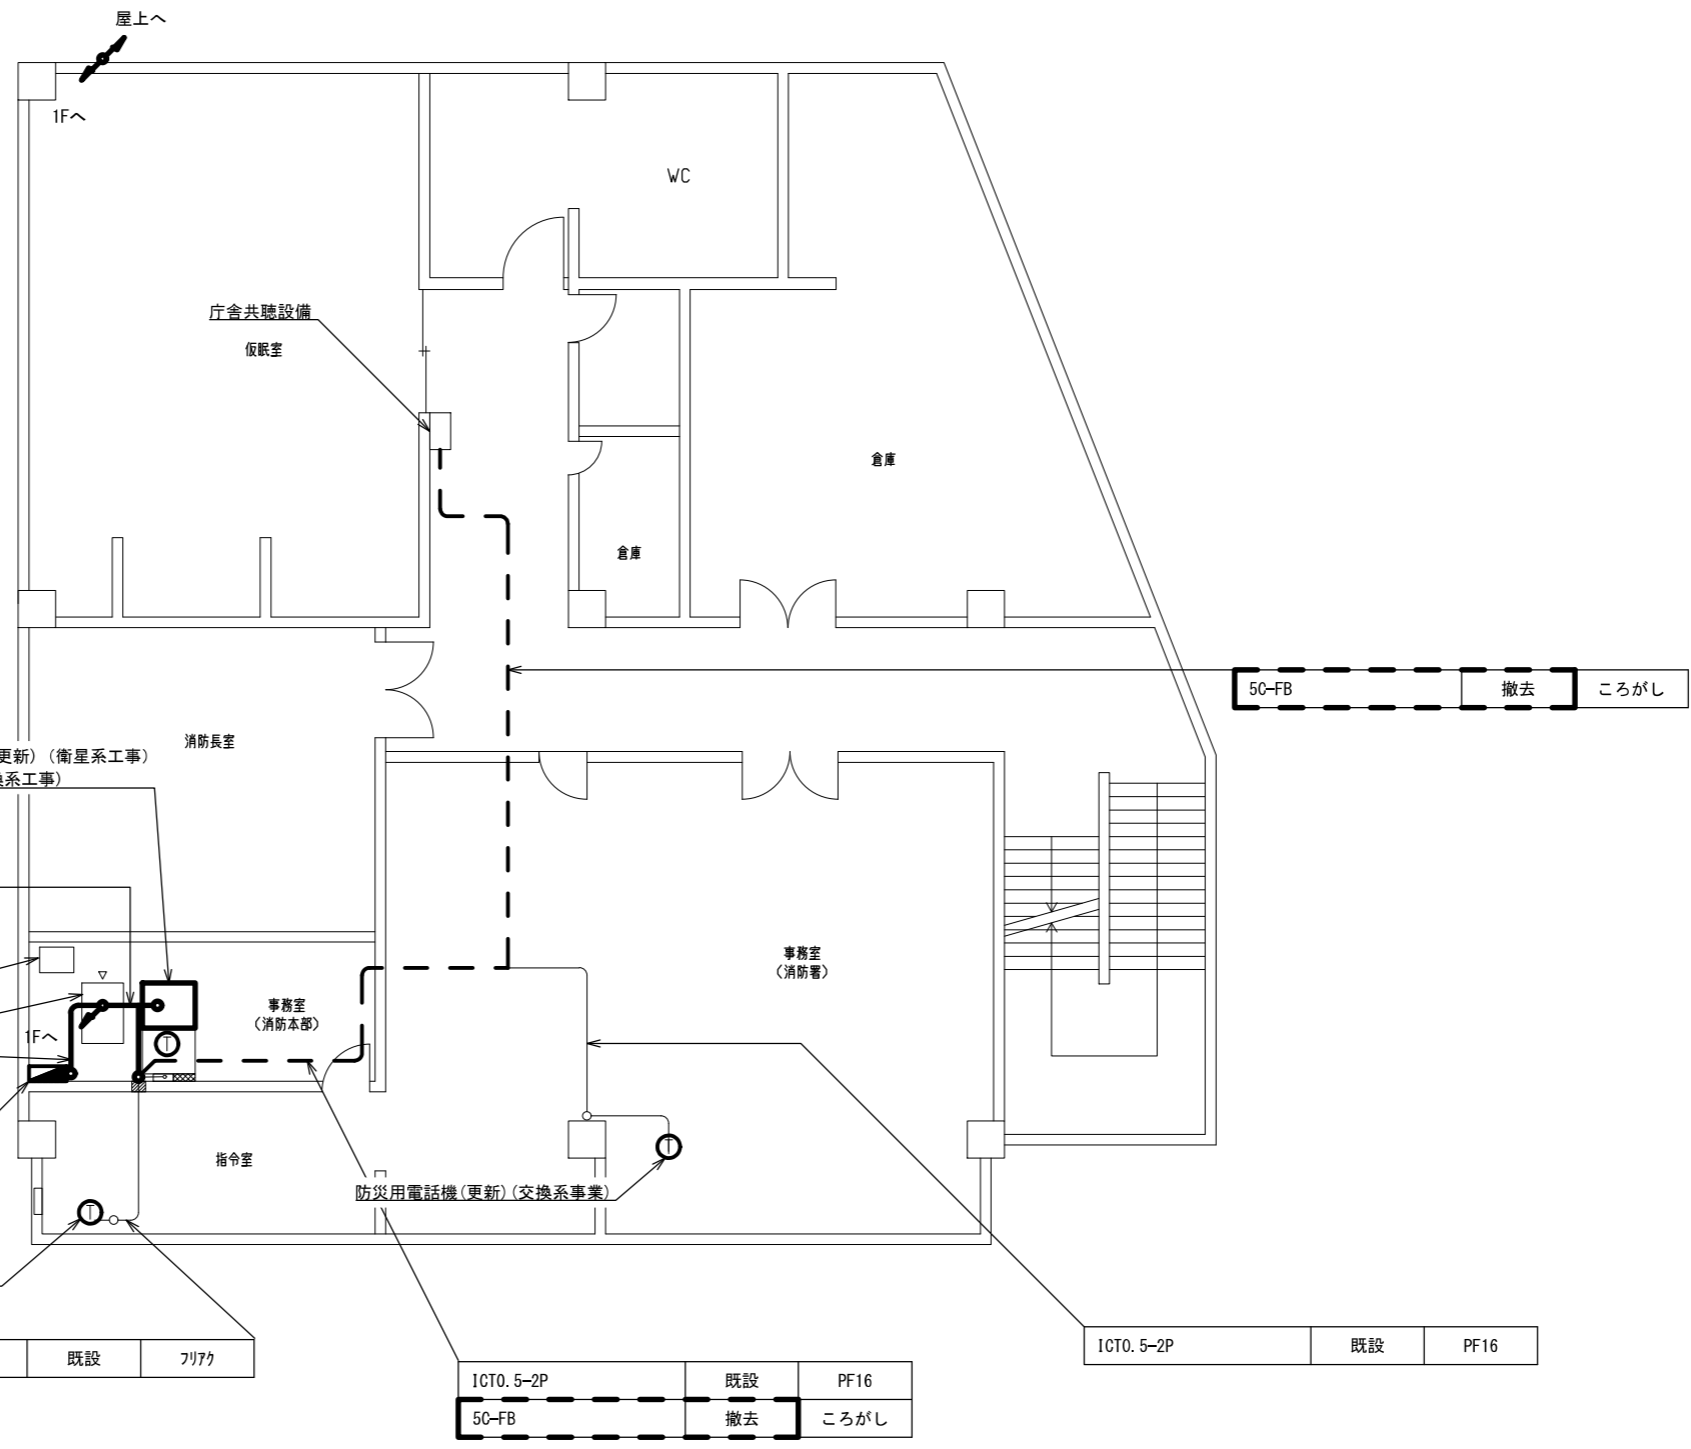 屋上へ
1Fへ
WC
庁舎共聴設備
仮眠室
倉庫
倉庫
5C-FB 撤去 ころがし
消防長室
更新)(衛星系工事)
系工事)
事務室
(消防署)
事務室
(消防本部)
1Fへ
T
T
指令室
防災用電話機(更新)(交換系事業)
T
ICT0.5-2P 既設 PF16
既設 フリアク
ICT0.5-2P 既設 PF16
5C-FB 撤去 ころがし